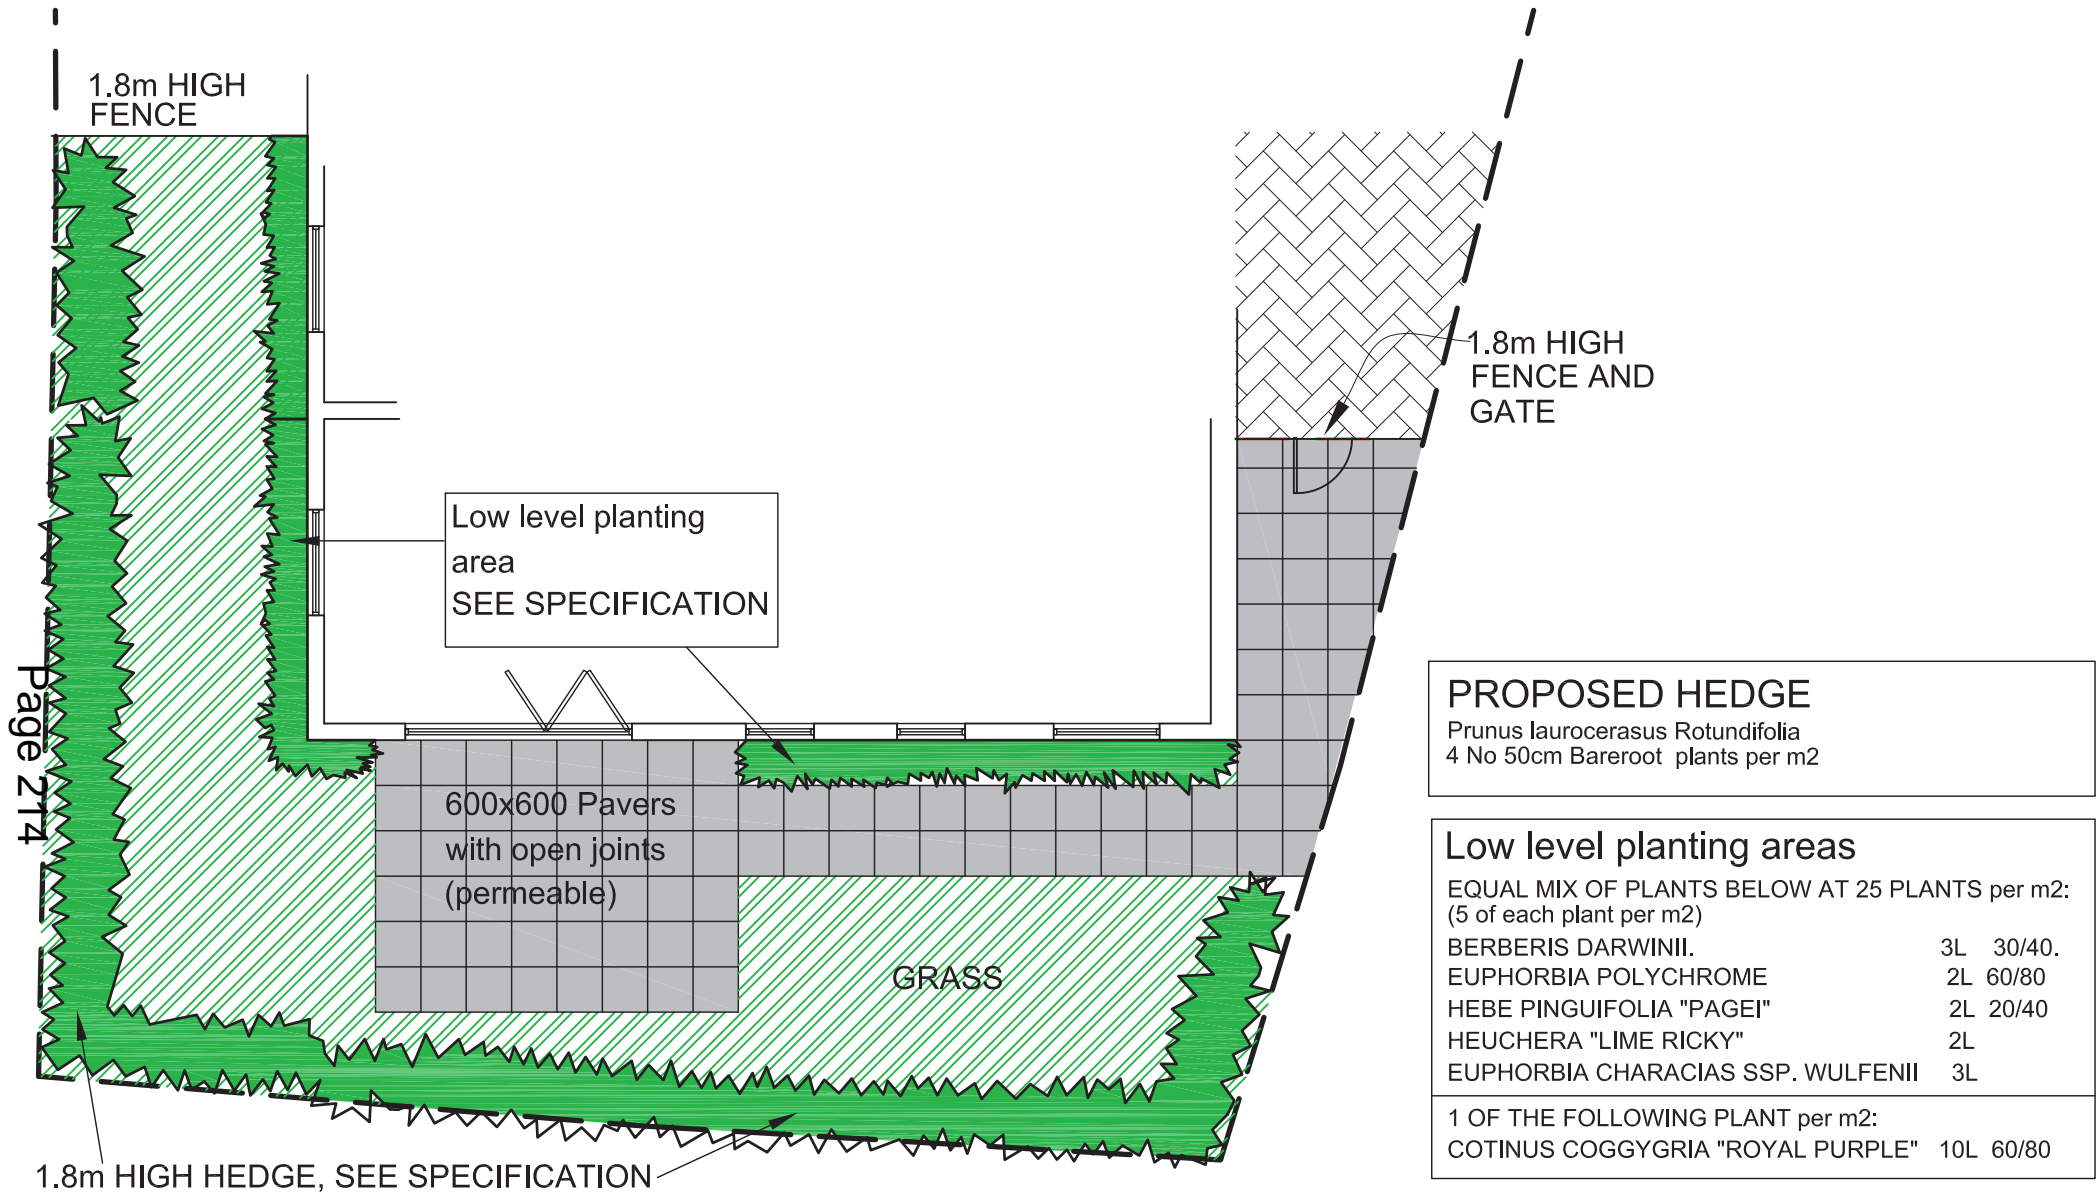 1.8m HIGH
FENCE
1.8m HIGH
FENCE AND
GATE
Low level planting
area
SEE SPECIFICATION
Page 214
600x600 Pavers
with open joints
(permeable)
GRASS
1.8m HIGH HEDGE, SEE SPECIFICATION
PROPOSED HEDGE
Prunus laurocerasus Rotundifolia
4 No 50cm Bareroot plants per m2
Low level planting areas
EQUAL MIX OF PLANTS BELOW AT 25 PLANTS per m2:
(5 of each plant per m2)
BERBERIS DARWINII. 3L 30/40.
EUPHORBIA POLYCHROME 2L 60/80
HEBE PINGUIFOLIA "PAGEI" 2L 20/40
HEUCHERA "LIME RICKY" 2L
EUPHORBIA CHARACIAS SSP. WULFENII 3L
1 OF THE FOLLOWING PLANT per m2:
COTINUS COGGYGRIA "ROYAL PURPLE" 10L 60/80